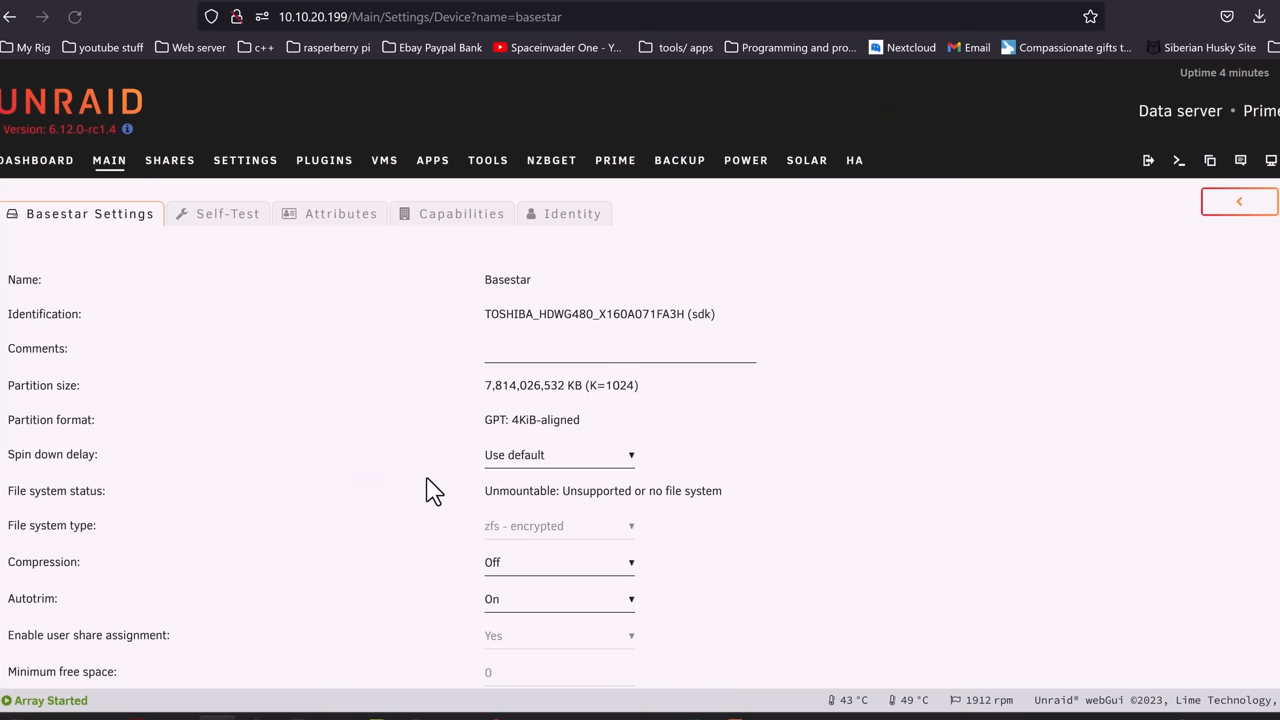 10.10.20.199/Main/Settings/Device?name=basestar
My Rig youtube stuff Web server c++ rasperberry pi Ebay Paypal Bank Spaceinvader One - Y... tools/ apps Programming and pro... Nextcloud Email Compassionate gifts t... Siberian Husky Site
Uptime 4 minutes
UNRAID
Version: 6.12.0-rc1.4
Data server • Prime
DASHBOARD MAIN SHARES SETTINGS PLUGINS VMS APPS TOOLS NZBGET PRIME BACKUP POWER SOLAR HA
Basestar Settings Self-Test Attributes Capabilities Identity
Name: Basestar
Identification: TOSHIBA_HDWG480_X160A071FA3H (sdk)
Comments:
Partition size: 7,814,026,532 KB (K=1024)
Partition format: GPT: 4KiB-aligned
Spin down delay: Use default
File system status: Unmountable: Unsupported or no file system
File system type: zfs - encrypted
Compression: Off
Autotrim: On
Enable user share assignment: Yes
Minimum free space: 0
Array Started 43 °C 49 °C 1912 rpm Unraid® webGui ©2023, Lime Technology,